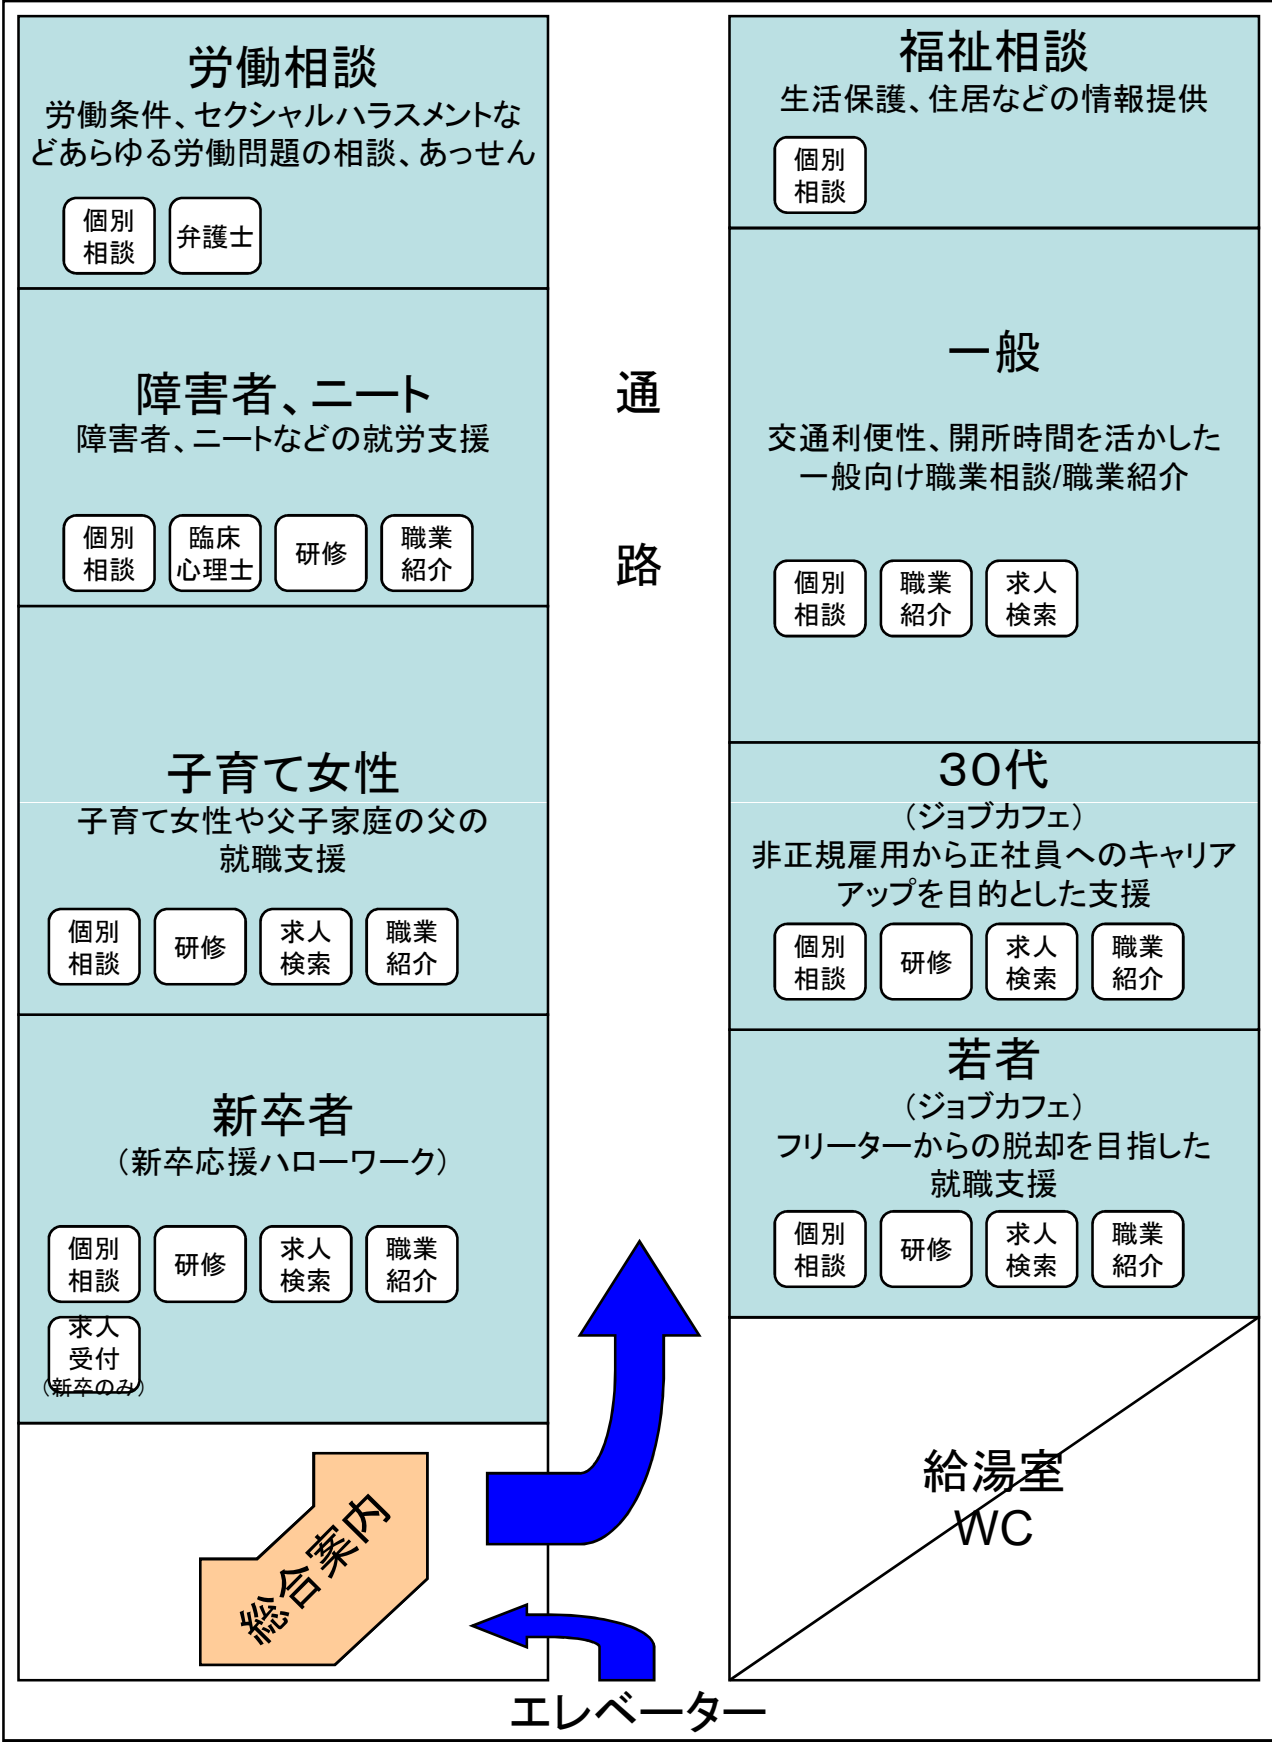 労働相談
労働条件、セクシャルハラスメントな
どあらゆる労働問題の相談、あっせん
個別
相談
弁護士
障害者、ニート
障害者、ニートなどの就労支援
個別
相談
臨床
心理士
研修
職業
紹介
子育て女性
子育て女性や父子家庭の父の
就職支援
個別
相談
研修
求人
検索
職業
紹介
新卒者
（新卒応援ハローワーク）
個別
相談
研修
求人
検索
職業
紹介
求人
受付
（新卒のみ）
総合案内
通
路
エレベーター
福祉相談
生活保護、住居などの情報提供
個別
相談
一般
交通利便性、開所時間を活かした
一般向け職業相談/職業紹介
個別
相談
職業
紹介
求人
検索
30代
（ジョブカフェ）
非正規雇用から正社員へのキャリア
アップを目的とした支援
個別
相談
研修
求人
検索
職業
紹介
若者
（ジョブカフェ）
フリーターからの脱却を目指した
就職支援
個別
相談
研修
求人
検索
職業
紹介
給湯室
WC